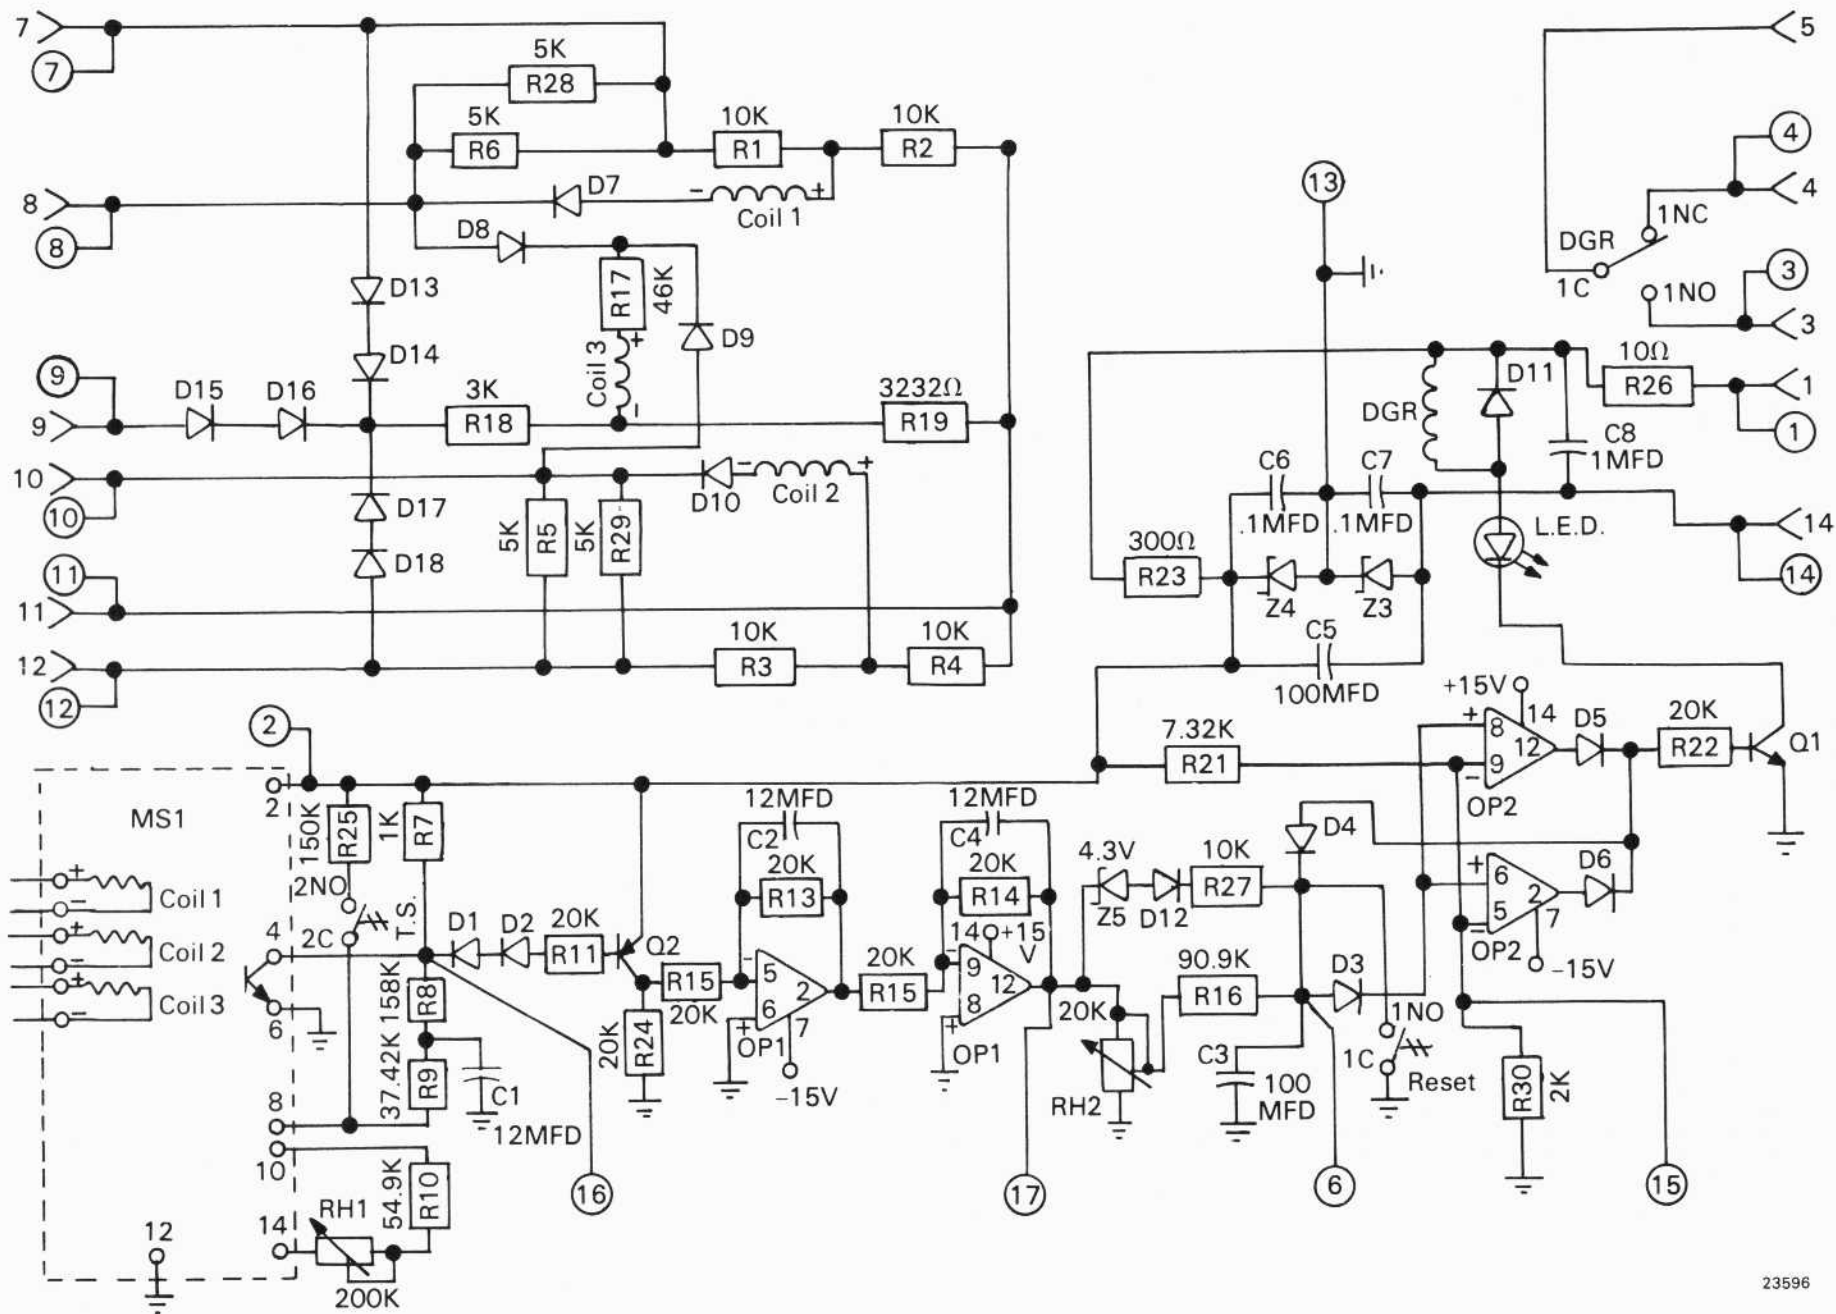 7
7
5K
R28
5K
R6
10K
R1
10K
R2
5
4
4
13
8
8
D7
- +
Coil 1
D8
1NC
DGR
1C
1NO
3
3
D13
R17
46K
D9
D14
Coil 3
+
-
9
9
D15
D16
3K
R18
3232Ω
R19
10Ω
R26
1
1
D11
DGR
C8
1MFD
10
10
D10
- +
Coil 2
C6
.1MFD
C7
.1MFD
D17
D18
5K
R5
5K
R29
L.E.D.
14
14
300Ω
R23
Z4
Z3
11
11
12
12
10K
R3
10K
R4
C5
100MFD
+15V
+
8
14
12
9
-
OP2
D5
20K
R22
Q1
7.32K
R21
2
2
MS1
150K
R25
1K
R7
12MFD
C2
20K
R13
12MFD
C4
20K
R14
4.3V
Z5
D12
10K
R27
D4
+
6
2
5
-
7
OP2
-15V
D6
+
-
Coil 1
+
-
Coil 2
+
-
Coil 3
2NO
2C
T.S.
4
6
D1
D2
20K
R11
Q2
R15
20K
-
5
6
+
2
7
OP1
-15V
20K
R15
14
+15
V
-
9
8
+
12
OP1
20K
R24
158K
R8
37.42K
R9
C1
12MFD
20K
RH2
90.9K
R16
D3
C3
100
MFD
1NO
1C
Reset
R30
2K
8
10
54.9K
R10
14
RH1
200K
12
16
17
6
15
23596